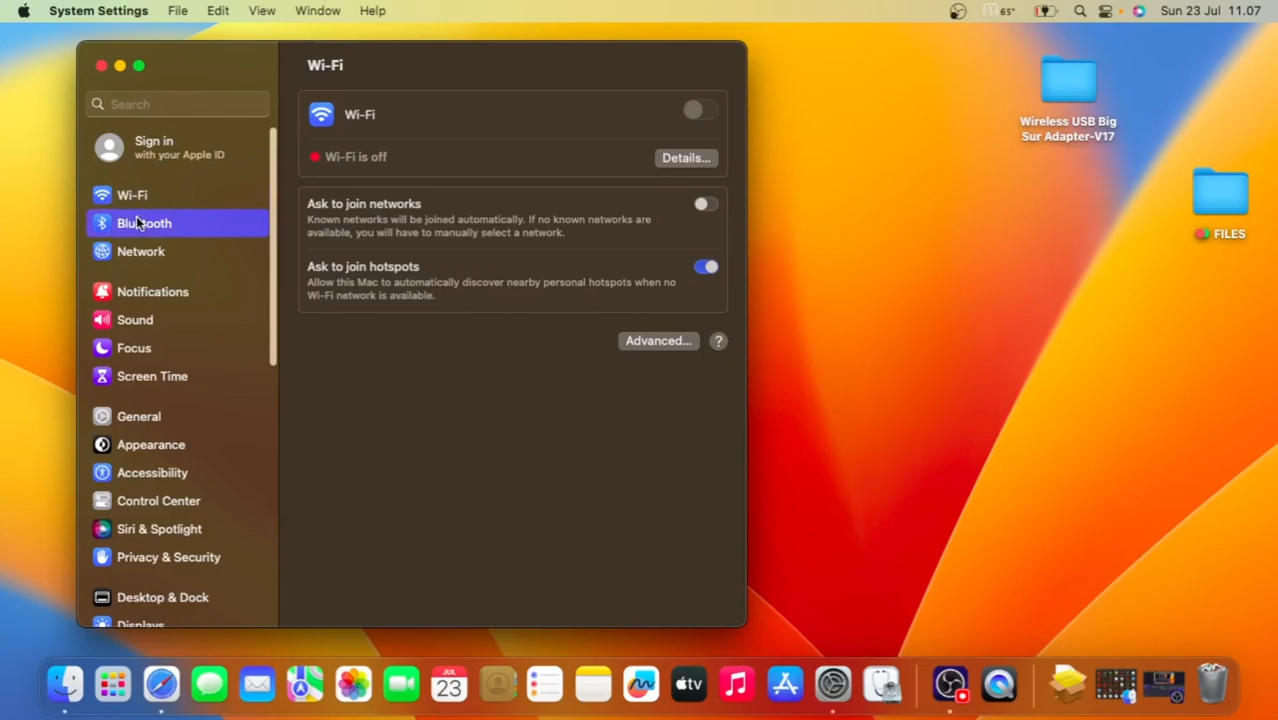 System Settings File Edit View Window Help
65°
Sun 23 Jul 11.07
Wi-Fi
Search
Sign in
with your Apple ID
Wi-Fi
Bluetooth
Network
Notifications
Sound
Focus
Screen Time
General
Appearance
Accessibility
Control Center
Siri & Spotlight
Privacy & Security
Desktop & Dock
Displays
Wi-Fi
Wi-Fi is off
Details...
Ask to join networks
Known networks will be joined automatically. If no known networks are
available, you will have to manually select a network.
Ask to join hotspots
Allow this Mac to automatically discover nearby personal hotspots when no
Wi-Fi network is available.
Advanced...
?
Wireless USB Big
Sur Adapter-V17
FILES
JUL
23
tv